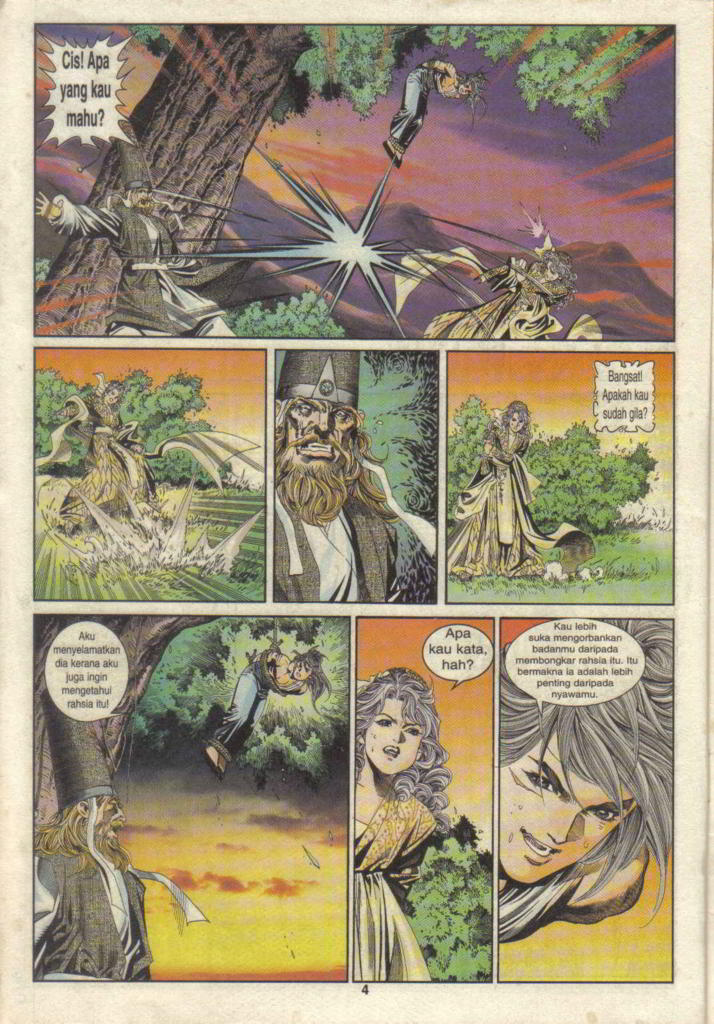 Cis! Apa
yang kau
mahu?
Bangsat!
Apakah kau
sudah gila?
Aku
menyelamatkan
dia kerana aku
juga ingin
mengetahui
rahsia itu!
Apa
kau kata,
hah?
Kau lebih
suka mengorbankan
badanmu daripada
membongkar rahsia itu. Itu
bermakna ia adalah lebih
penting daripada
nyawamu.
4